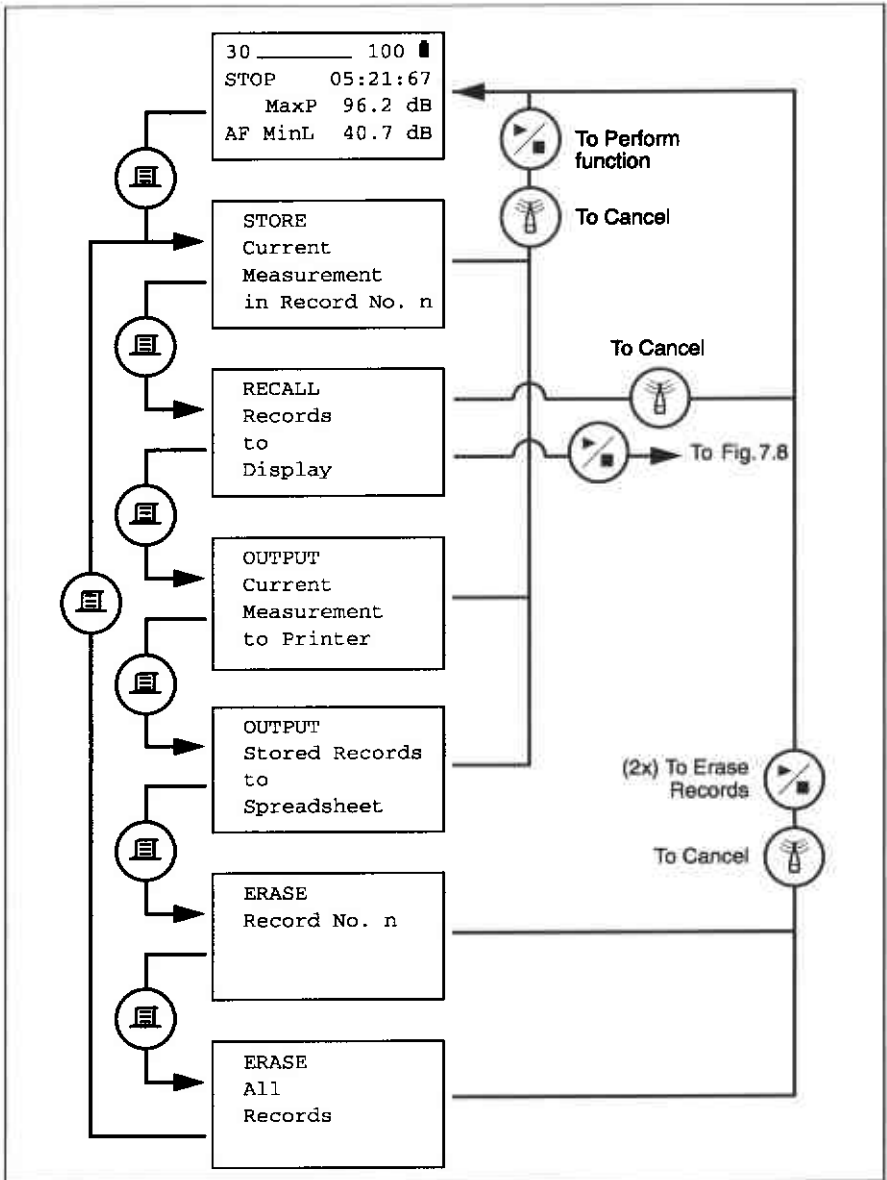 30 _______ 100
STOP 05:21:67
MaxP 96.2 dB
AF MinL 40.7 dB
To Perform
function
To Cancel
STORE
Current
Measurement
in Record No. n
To Cancel
RECALL
Records
to
Display
To Fig.7.8
OUTPUT
Current
Measurement
to Printer
OUTPUT
Stored Records
to
Spreadsheet
(2x) To Erase
Records
To Cancel
ERASE
Record No. n
ERASE
All
Records